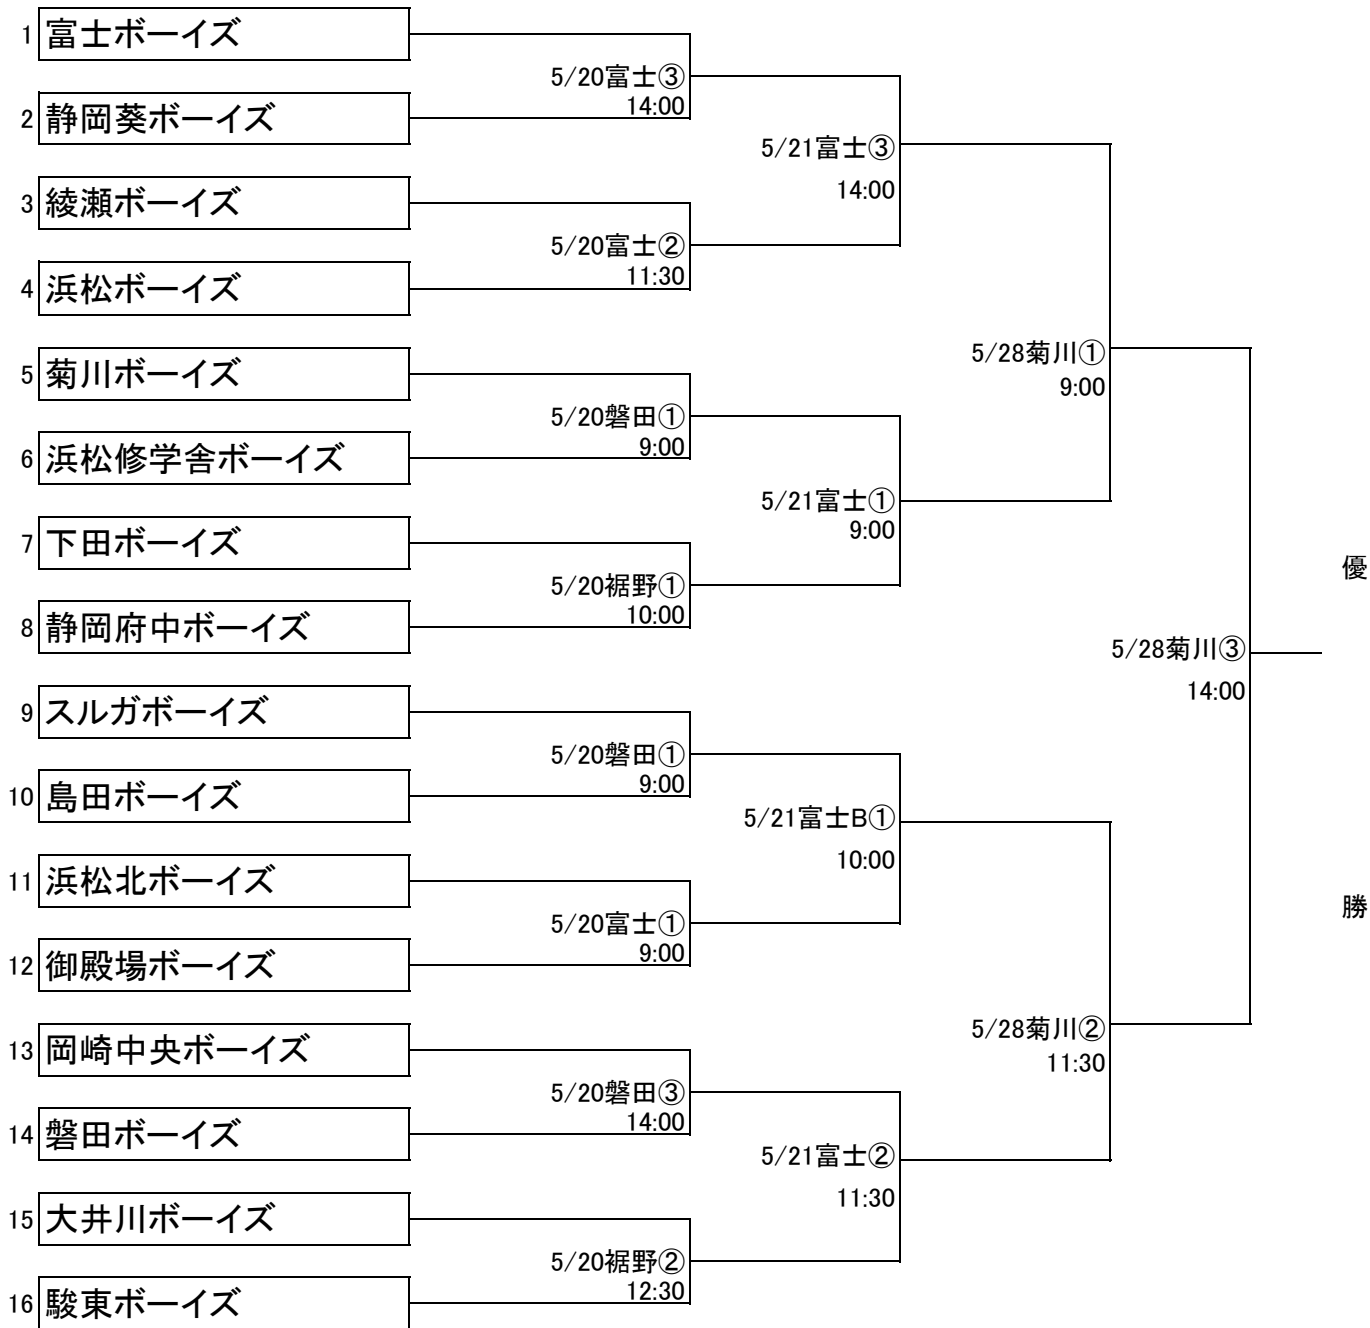 1 富士ボーイズ
5/20富士③
14:00
2 静岡葵ボーイズ
5/21富士③
14:00
3 綾瀬ボーイズ
5/20富士②
11:30
4 浜松ボーイズ
5/28菊川①
9:00
5 菊川ボーイズ
5/20磐田①
9:00
6 浜松修学舎ボーイズ
5/21富士①
9:00
7 下田ボーイズ
5/20裾野①
10:00
8 静岡府中ボーイズ
優
5/28菊川③
14:00
9 スルガボーイズ
5/20磐田①
9:00
10 島田ボーイズ
5/21富士B①
10:00
11 浜松北ボーイズ
5/20富士①
9:00
12 御殿場ボーイズ
勝
5/28菊川②
11:30
13 岡崎中央ボーイズ
5/20磐田③
14:00
14 磐田ボーイズ
5/21富士②
11:30
15 大井川ボーイズ
5/20裾野②
12:30
16 駿東ボーイズ